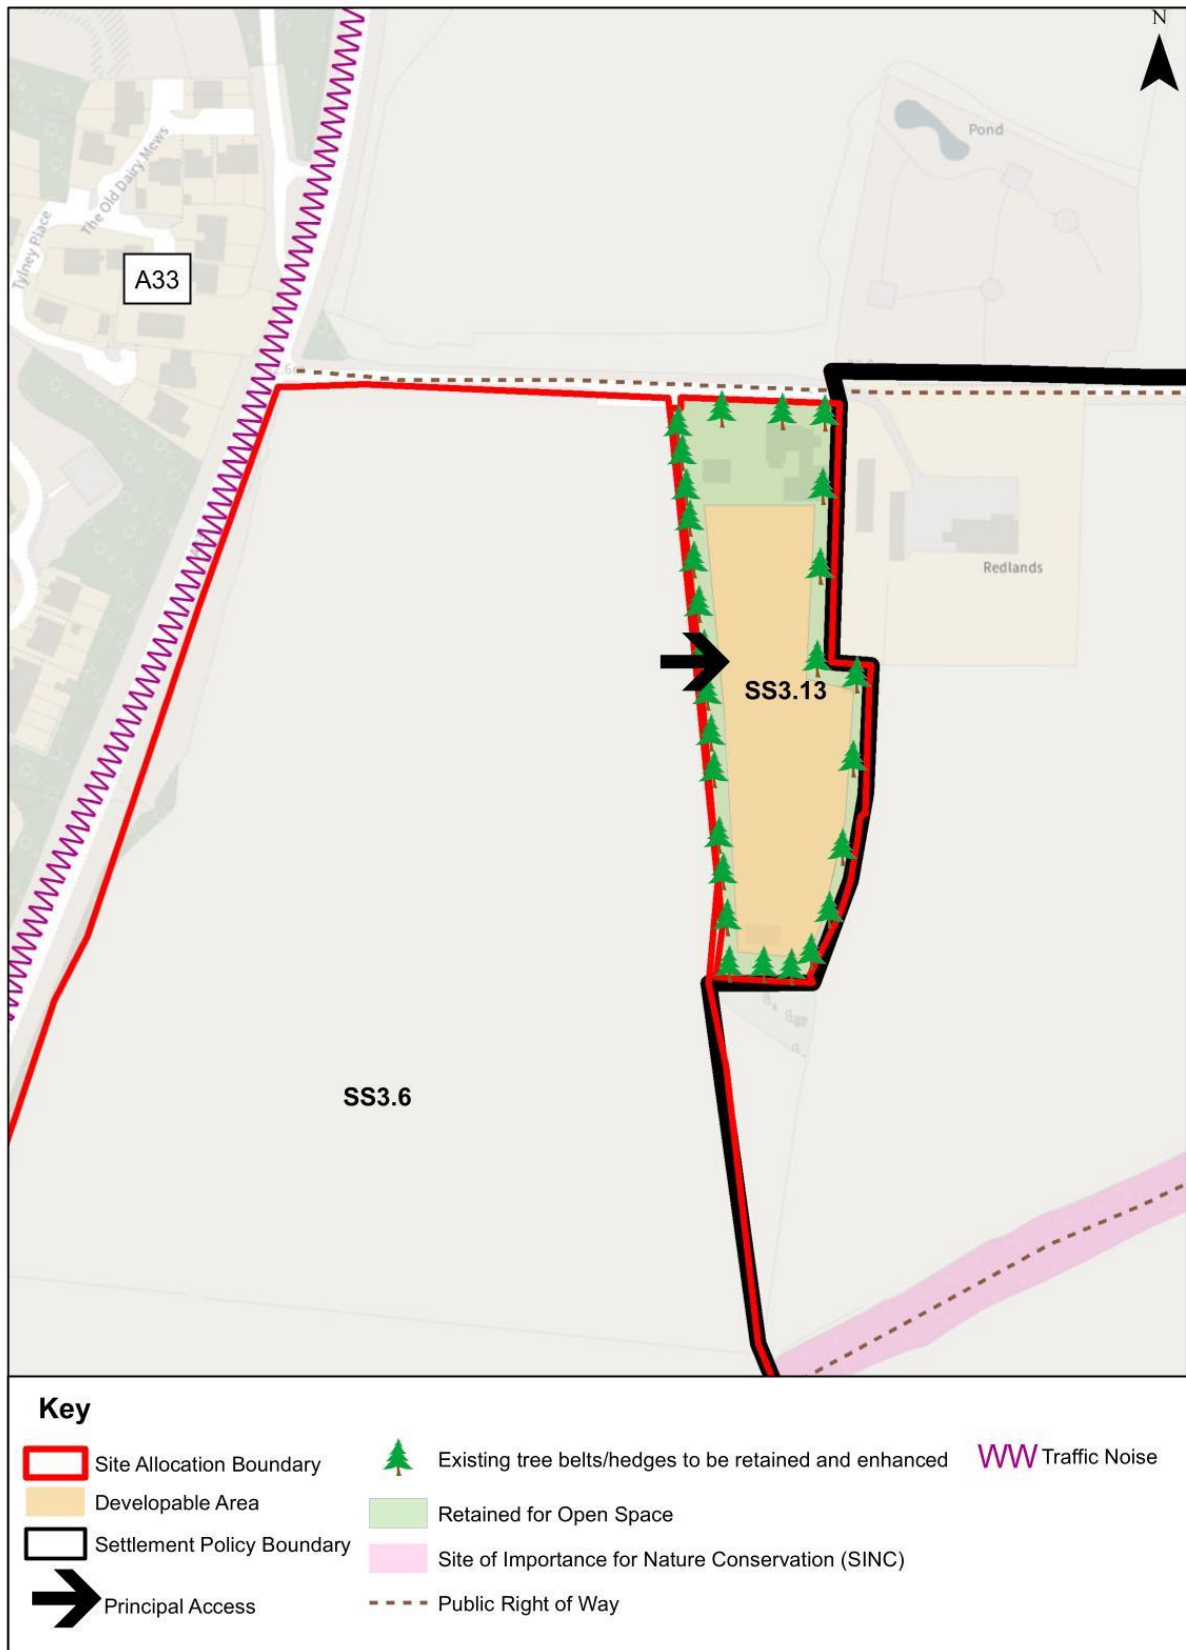 N
Pond
The Old Dairy Mews
Tylney Place
A33
Redlands
SS3.13
SS3.6
Key
Site Allocation Boundary
Developable Area
Settlement Policy Boundary
Principal Access
Existing tree belts/hedges to be retained and enhanced
Retained for Open Space
Site of Importance for Nature Conservation (SINC)
Public Right of Way
Traffic Noise